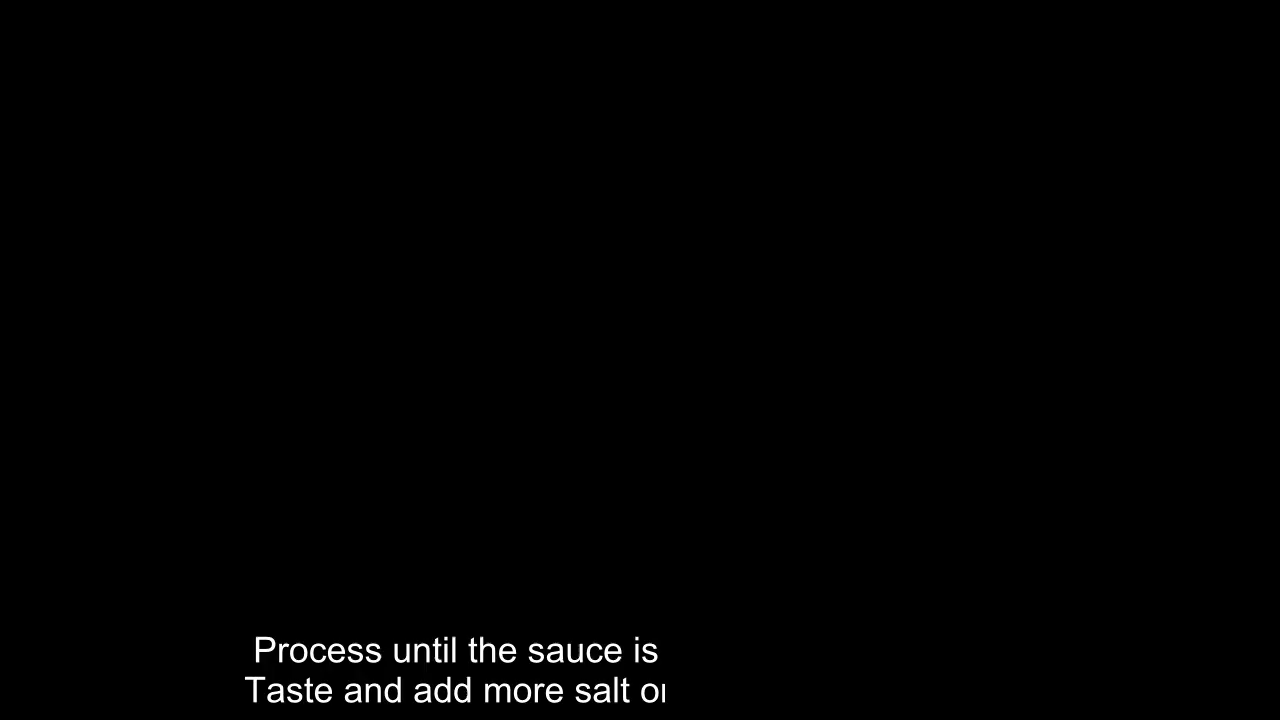 Process until the sauce is
Taste and add more salt